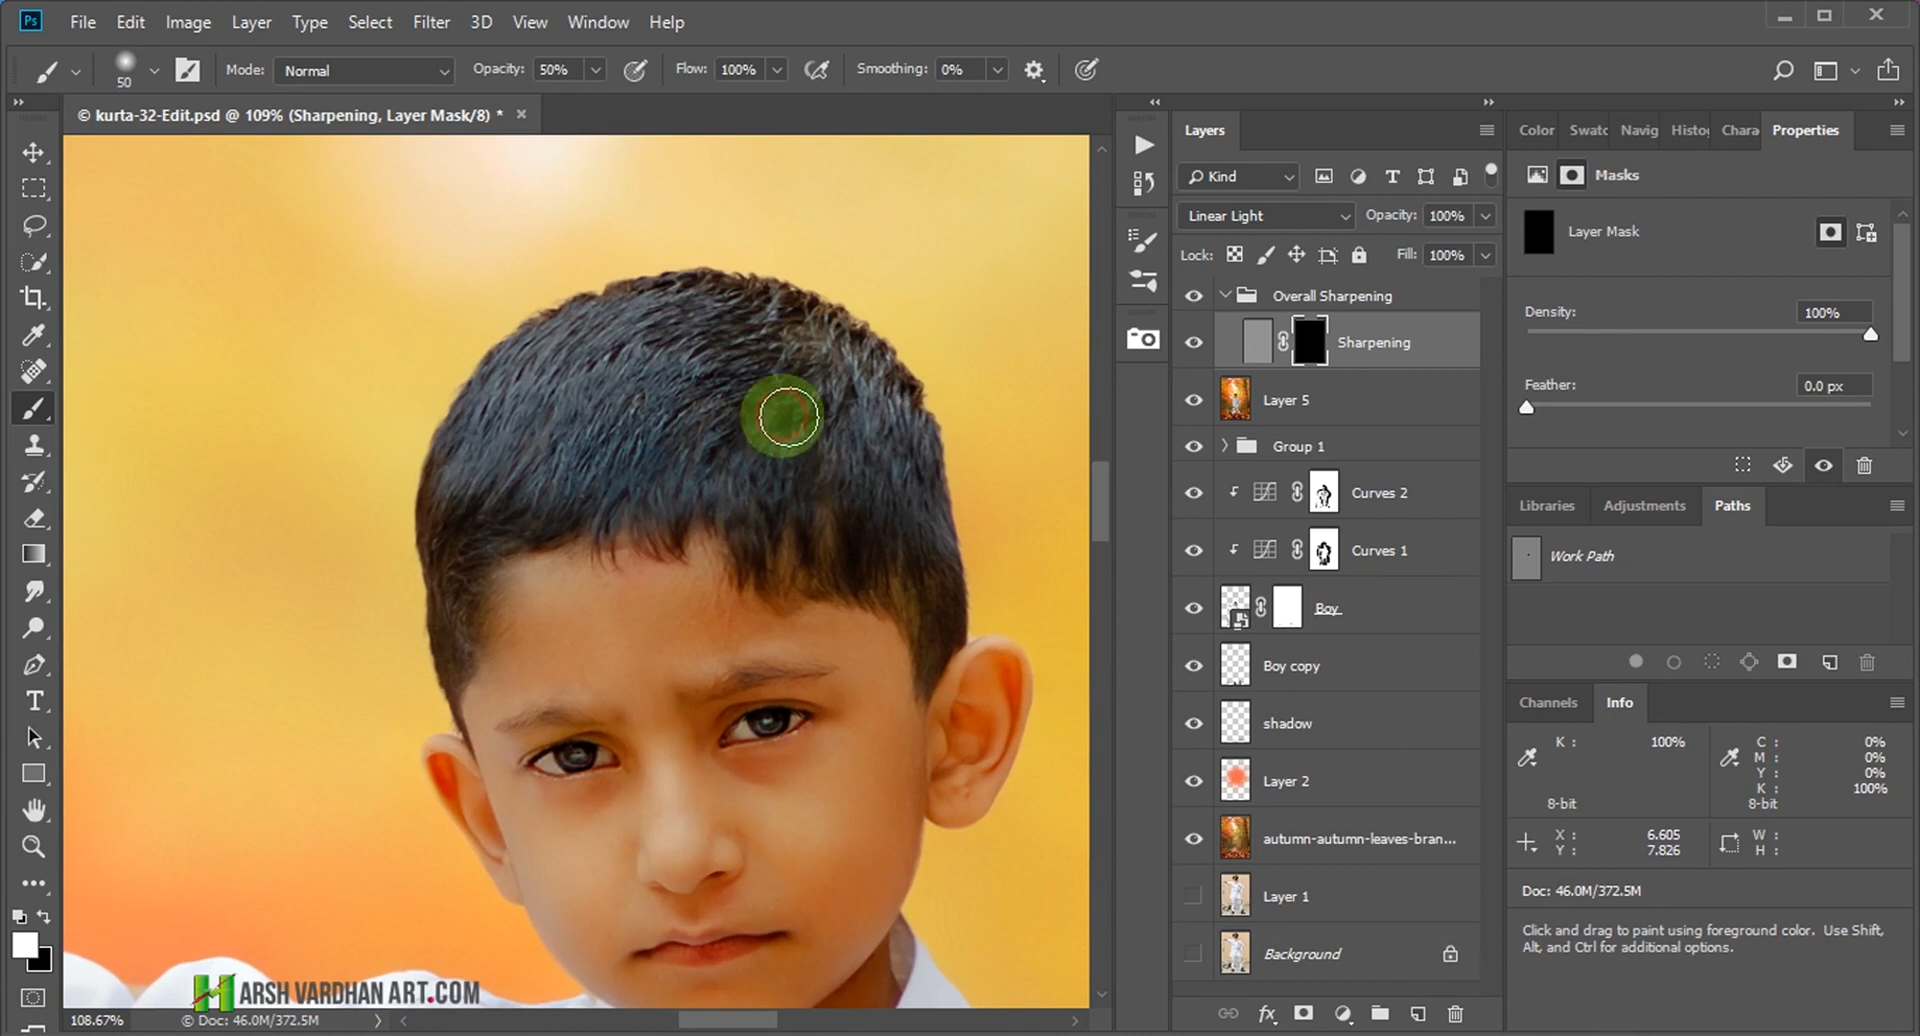 Ps File Edit Image Layer Type Select Filter 3D View Window Help
50 Mode: Normal Opacity: 50% Flow: 100% Smoothing: 0%
© kurta-32-Edit.psd @ 109% (Sharpening, Layer Mask/8) *
Layers
Kind
Linear Light Opacity: 100%
Lock: Fill: 100%
Overall Sharpening
Sharpening
Layer 5
Group 1
Curves 2
Curves 1
Boy
Boy copy
shadow
Layer 2
autumn-autumn-leaves-bran...
Layer 1
Background
fx
Color Swatc Navig Histo Chara Properties
Masks
Layer Mask
Density: 100%
Feather: 0.0 px
Libraries Adjustments Paths
Work Path
Channels Info
K : 100%
8-bit
C : 0%
M : 0%
Y : 0%
K : 100%
8-bit
X : 6.605
Y : 7.826
W :
H :
Doc: 46.0M/372.5M
Click and drag to paint using foreground color. Use Shift,
Alt, and Ctrl for additional options.
HARSH VARDHAN ART.COM
108.67% © Doc: 46.0M/372.5M